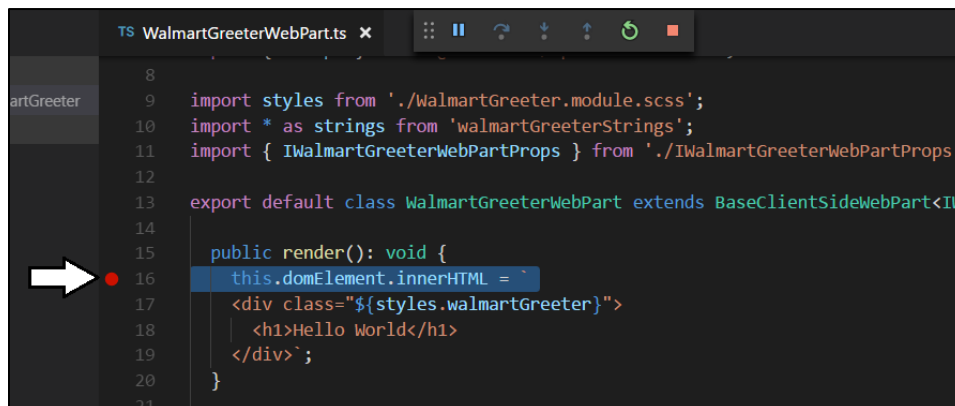 TS WalmartGreeterWebPart.ts ×
8
artGreeter
9 import styles from './WalmartGreeter.module.scss';
10 import * as strings from 'walmartGreeterStrings';
11 import { IWalmartGreeterWebPartProps } from './IWalmartGreeterWebPartProps
12
13 export default class WalmartGreeterWebPart extends BaseClientSideWebPart<IW
14
15 public render(): void {
16 this.domElement.innerHTML = `
17 <div class="${styles.walmartGreeter}">
18 <h1>Hello World</h1>
19 </div>`;
20 }
21